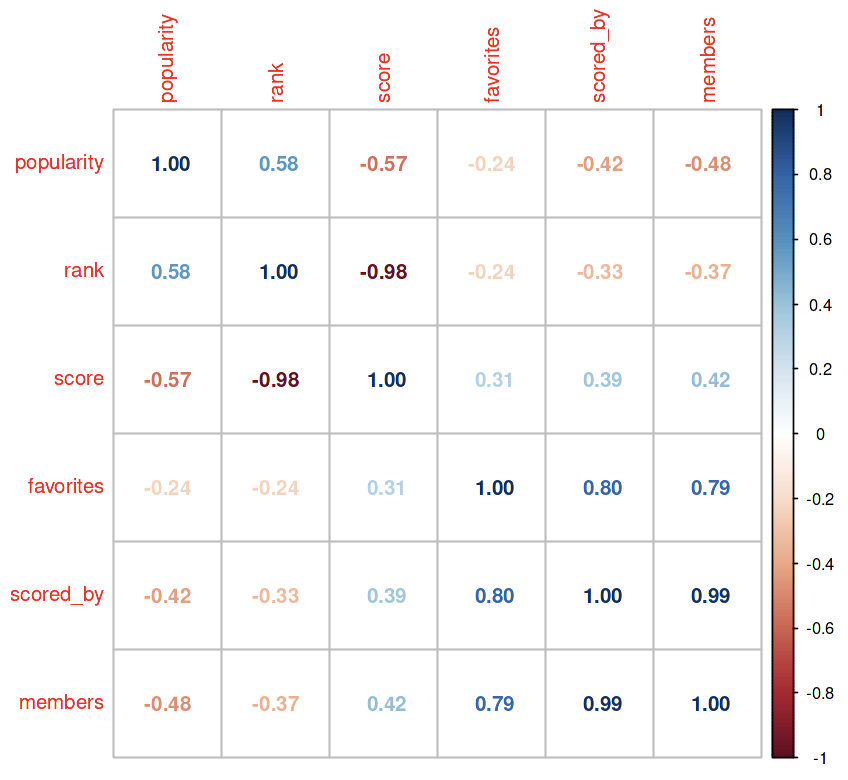 popularity
rank
score
favorites
scored_by
members
popularity 1.00 0.58 -0.57 -0.24 -0.42 -0.48
rank 0.58 1.00 -0.98 -0.24 -0.33 -0.37
score -0.57 -0.98 1.00 0.31 0.39 0.42
favorites -0.24 -0.24 0.31 1.00 0.80 0.79
scored_by -0.42 -0.33 0.39 0.80 1.00 0.99
members -0.48 -0.37 0.42 0.79 0.99 1.00
1
0.8
0.6
0.4
0.2
0
-0.2
-0.4
-0.6
-0.8
-1